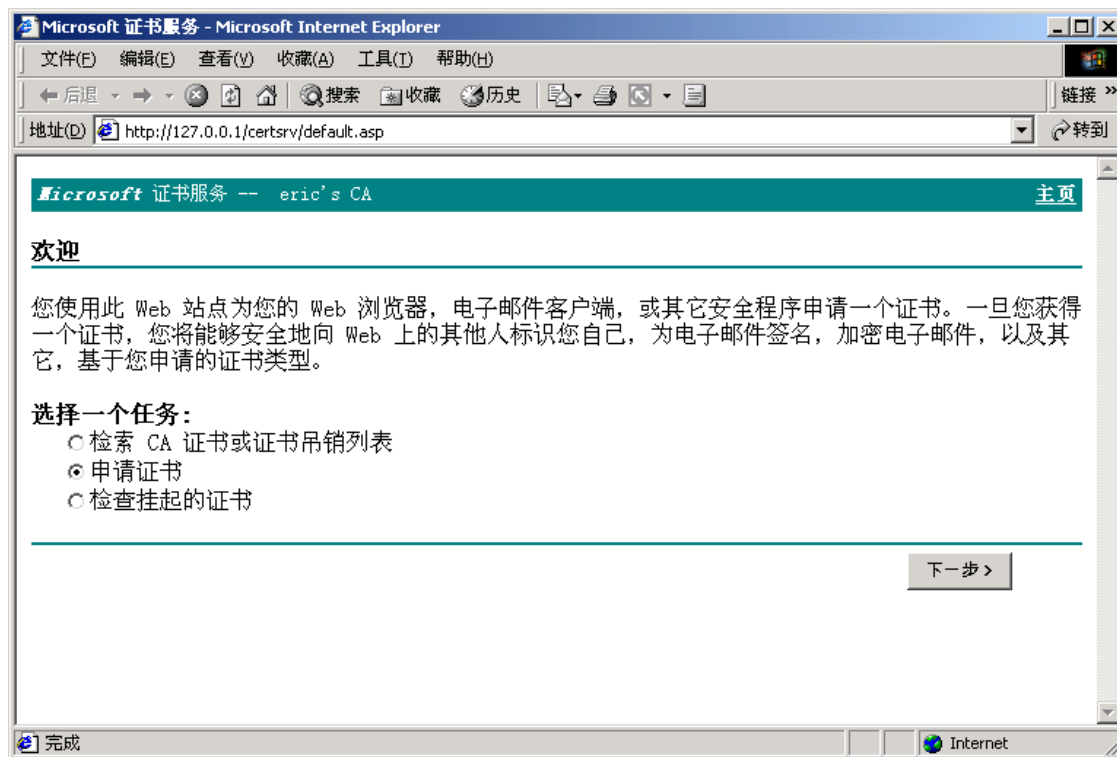 Microsoft 证书服务 - Microsoft Internet Explorer
文件(F) 编辑(E) 查看(V) 收藏(A) 工具(T) 帮助(H)
后退 搜索 收藏 历史 链接 »
地址(D) http://127.0.0.1/certsrv/default.asp 转到
Microsoft 证书服务 -- eric's CA 主页
欢迎
您使用此 Web 站点为您的 Web 浏览器，电子邮件客户端，或其它安全程序申请一个证书。一旦您获得
一个证书，您将能够安全地向 Web 上的其他人标识您自己，为电子邮件签名，加密电子邮件，以及其
它，基于您申请的证书类型。
选择一个任务:
检索 CA 证书或证书吊销列表
申请证书
检查挂起的证书
下一步 >
完成 Internet